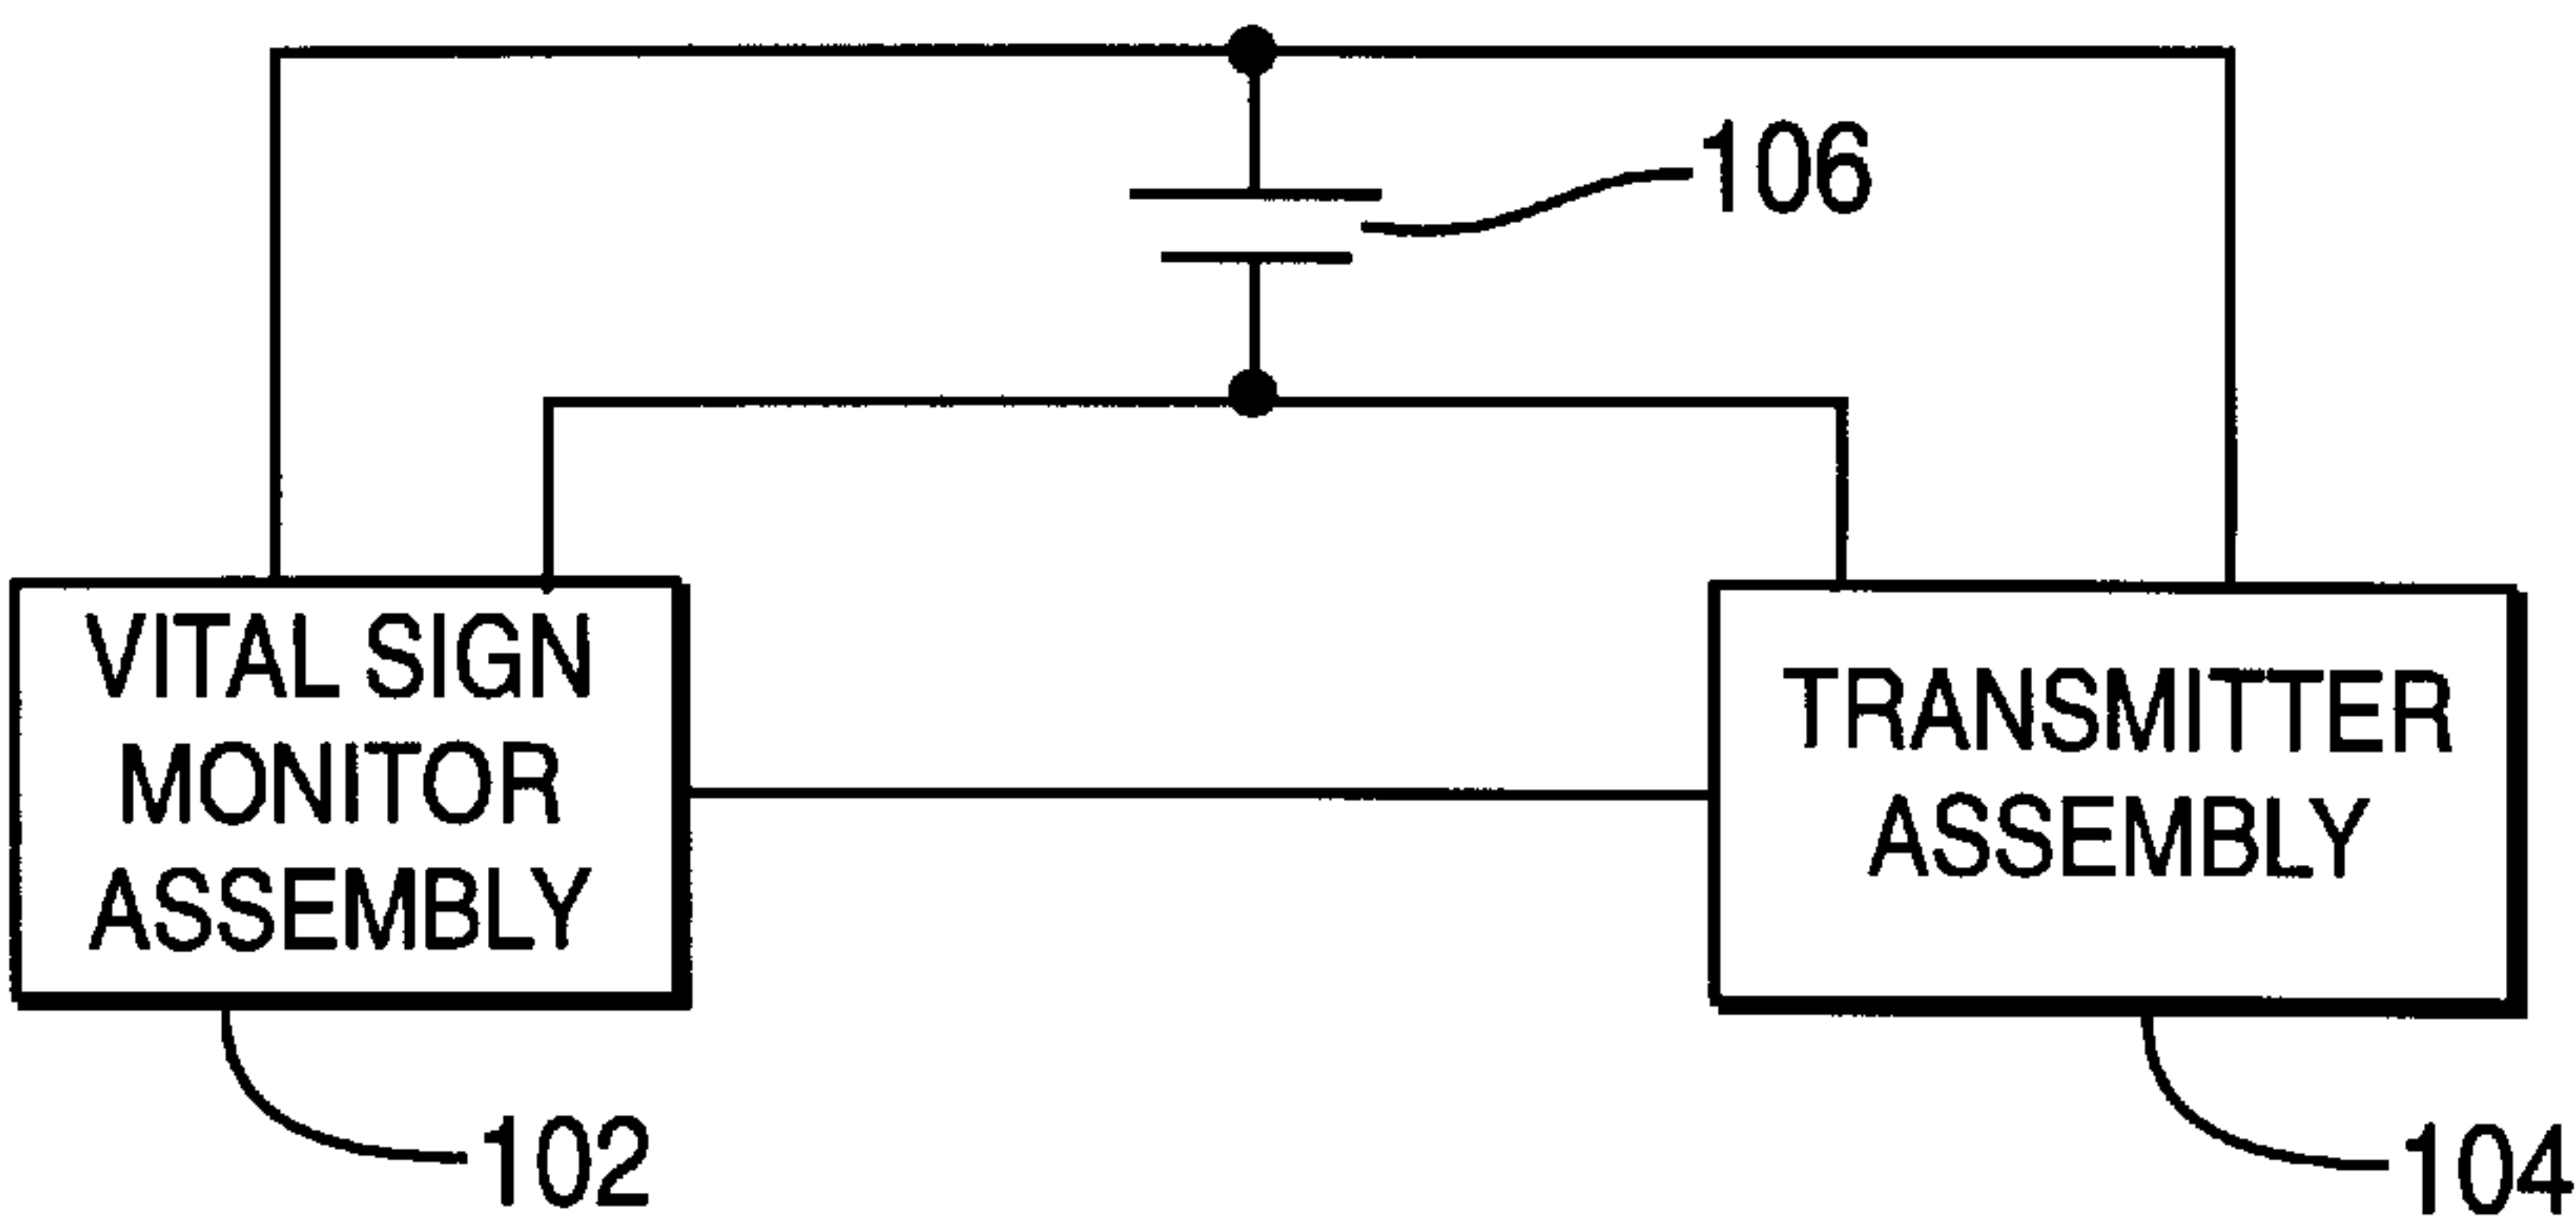 106
VITAL SIGN
MONITOR
ASSEMBLY
TRANSMITTER
ASSEMBLY
102
104